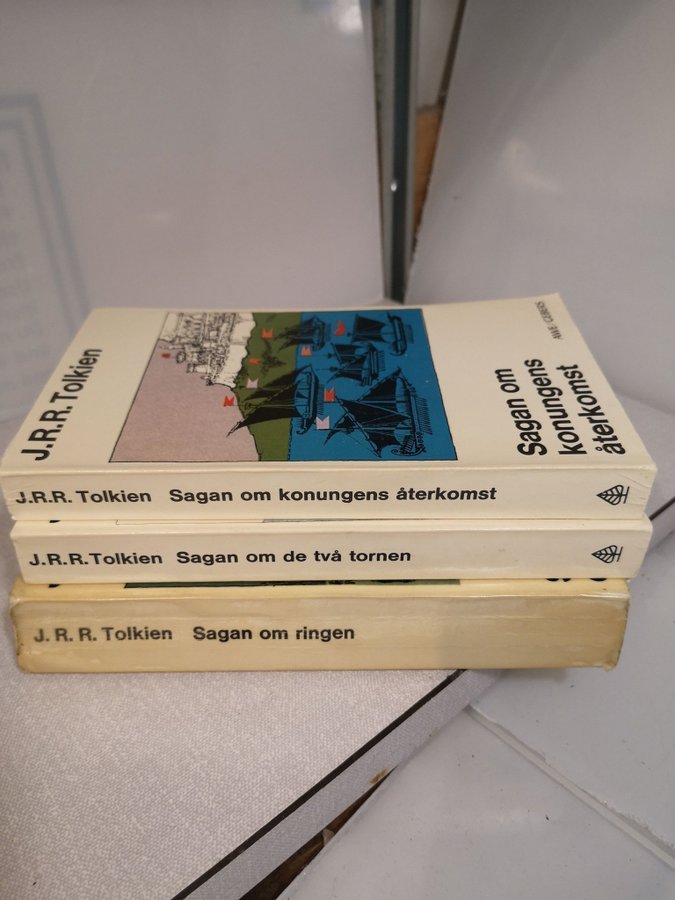 J.R.R. Tolkien
AWE/GEBERS
Sagan om
konungens
återkomst
J.R.R. Tolkien Sagan om konungens återkomst
J.R.R. Tolkien Sagan om de två tornen
J. R. R. Tolkien Sagan om ringen